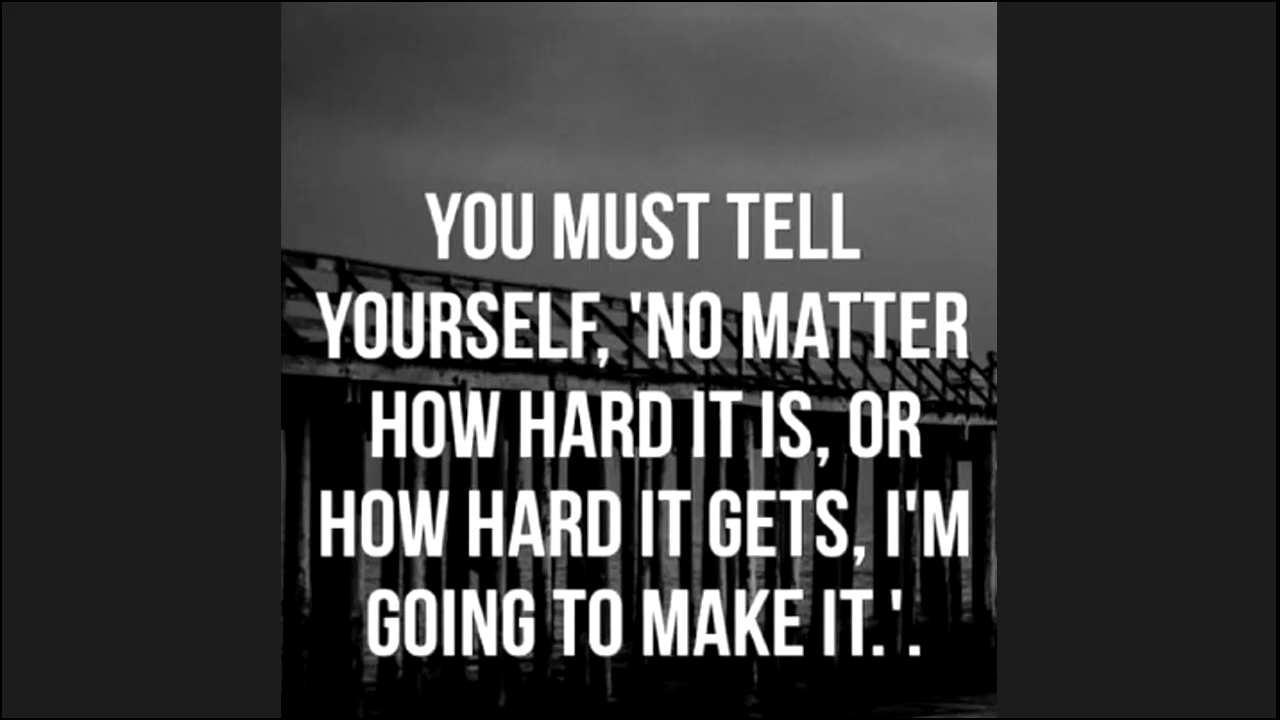 YOU MUST TELL
YOURSELF, 'NO MATTER
HOW HARD IT IS, OR
HOW HARD IT GETS, I'M
GOING TO MAKE IT.'.